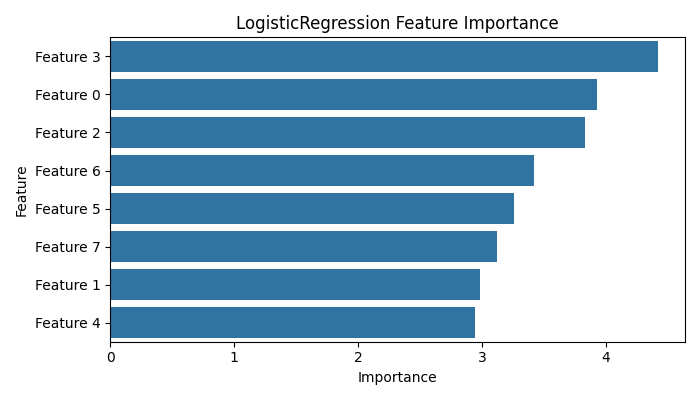 LogisticRegression Feature Importance
Feature 3
Feature 0
Feature 2
Feature 6
Feature 5
Feature 7
Feature 1
Feature 4
Feature
0 1 2 3 4
Importance